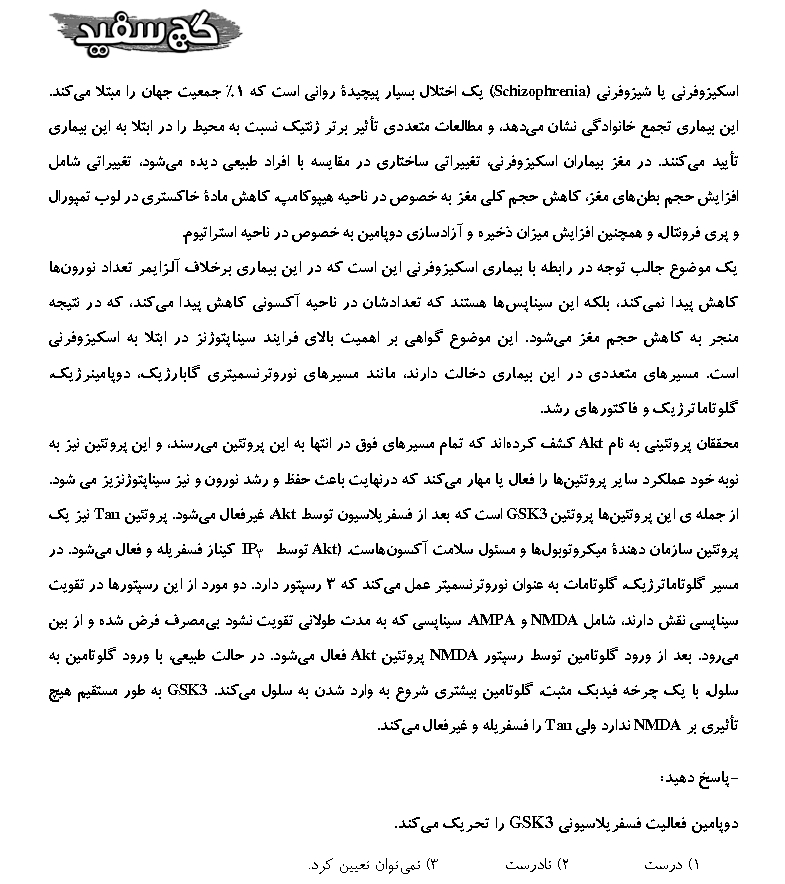 گچ سفید
اسکیزوفرنی یا شیزوفرنی (Schizophrenia) یک اختلال بسیار پیچیدۀ روانی است که ۱٪ جمعیت جهان را مبتلا می‌کند.
این بیماری تجمع خانوادگی نشان می‌دهد، و مطالعات متعددی تأثیر برتر ژنتیک نسبت به محیط را در ابتلا به این بیماری
تأیید می‌کنند. در مغز بیماران اسکیزوفرنی، تغییراتی ساختاری در مقایسه با افراد طبیعی دیده می‌شود، تغییراتی شامل
افزایش حجم بطن‌های مغز، کاهش حجم کلی مغز به خصوص در ناحیه هیپوکامپ، کاهش مادۀ خاکستری در لوب تمپورال
و پری فرونتال، و همچنین افزایش میزان ذخیره و آزادسازی دوپامین به خصوص در ناحیه استراتیوم.
یک موضوع جالب توجه در رابطه با بیماری اسکیزوفرنی این است که در این بیماری برخلاف آلزایمر تعداد نورون‌ها
کاهش پیدا نمی‌کند، بلکه این سیناپس‌ها هستند که تعدادشان در ناحیه آکسونی کاهش پیدا می‌کند، که در نتیجه
منجر به کاهش حجم مغز می‌شود. این موضوع گواهی بر اهمیت بالای فرایند سیناپتوژنز در ابتلا به اسکیزوفرنی
است. مسیرهای متعددی در این بیماری دخالت دارند، مانند مسیرهای نوروترنسمیتری گابارژیک، دوپامینرژیک،
گلوتاماترژیک و فاکتورهای رشد.
محققان پروتئینی به نام Akt کشف کرده‌اند که تمام مسیرهای فوق در انتها به این پروتئین می‌رسند، و این پروتئین نیز به
نوبه خود عملکرد سایر پروتئین‌ها را فعال یا مهار می‌کند که درنهایت باعث حفظ و رشد نورون و نیز سیناپتوژنزیز می شود.
از جمله ی این پروتئین‌ها پروتئین GSK3 است که بعد از فسفریلاسیون توسط Akt، غیرفعال می‌شود. پروتئین Tau نیز یک
پروتئین سازمان دهندۀ میکروتوبول‌ها و مسئول سلامت آکسون‌هاست. (Akt توسط IP۳ کیناز فسفریله و فعال می‌شود. در
مسیر گلوتاماترژیک، گلوتامات به عنوان نوروترنسمیتر عمل می‌کند که ۳ رسپتور دارد. دو مورد از این رسپتورها در تقویت
سیناپسی نقش دارند، شامل NMDA و AMPA. سیناپسی که به مدت طولانی تقویت نشود بی‌مصرف فرض شده و از بین
می‌رود. بعد از ورود گلوتامین توسط رسپتور NMDA پروتئین Akt فعال می‌شود. در حالت طبیعی، با ورود گلوتامین به
سلول، با یک چرخه فیدبک مثبت، گلوتامین بیشتری شروع به وارد شدن به سلول می‌کند. GSK3 به طور مستقیم هیچ
تأثیری بر NMDA ندارد ولی Tau را فسفریله و غیرفعال می‌کند.
-پاسخ دهید:
دوپامین فعالیت فسفریلاسیونی GSK3 را تحریک می‌کند.
۱) درست ۲) نادرست ۳) نمی‌توان تعیین کرد.